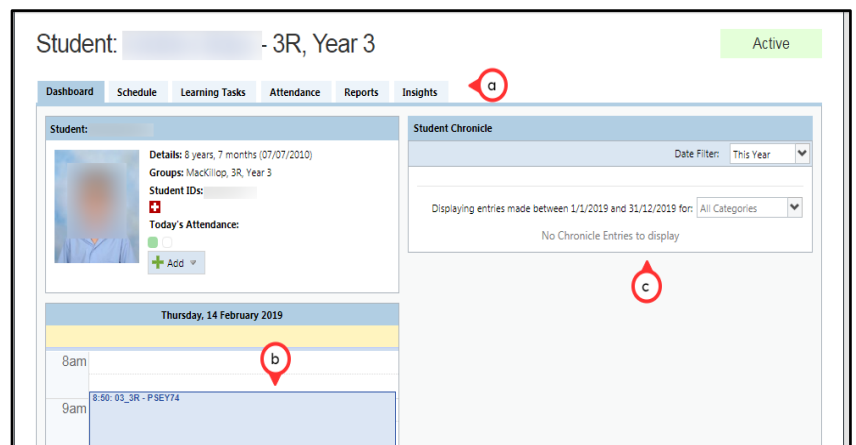 Student: - 3R, Year 3
Active
Dashboard Schedule Learning Tasks Attendance Reports Insights
a
Student:
Details: 8 years, 7 months (07/07/2010)
Groups: MacKillop, 3R, Year 3
Student IDs:
Today's Attendance:
Add
Student Chronicle
Date Filter: This Year
Displaying entries made between 1/1/2019 and 31/12/2019 for: All Categories
No Chronicle Entries to display
c
Thursday, 14 February 2019
b
8am
8:50: 03_3R - PSEY74
9am